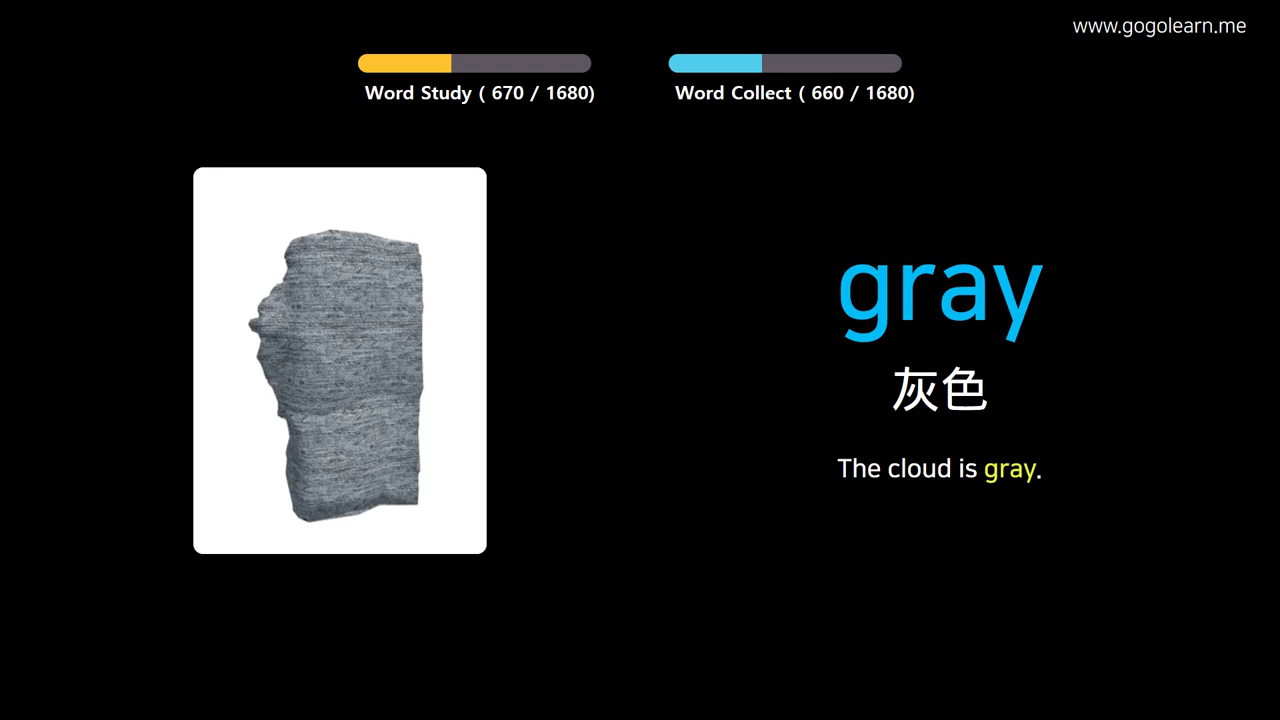 www.gogolearn.me
Word Study ( 670 / 1680)
Word Collect ( 660 / 1680)
gray
灰色
The cloud is gray.